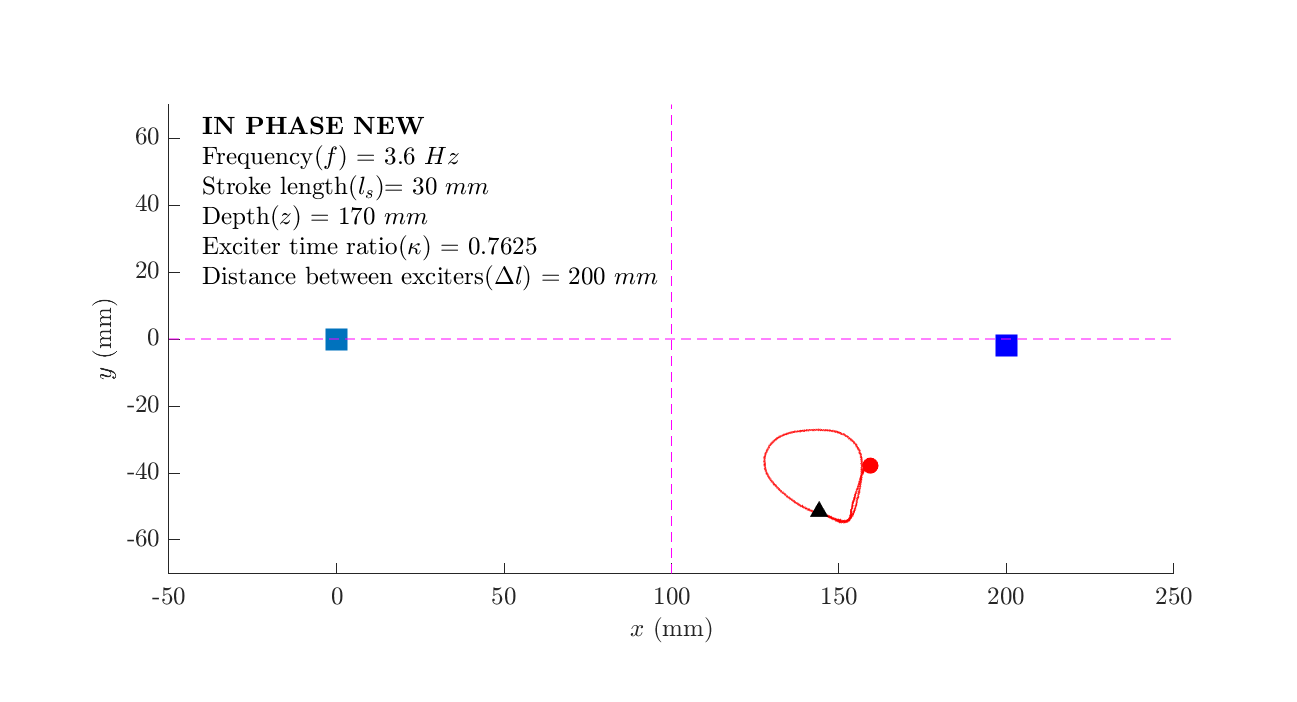 IN PHASE NEW
Frequency(f) = 3.6 Hz
Stroke length(l_s)= 30 mm
Depth(z) = 170 mm
Exciter time ratio(κ) = 0.7625
Distance between exciters(Δl) = 200 mm
60
40
20
0
-20
-40
-60
y (mm)
-50 0 50 100 150 200 250
x (mm)